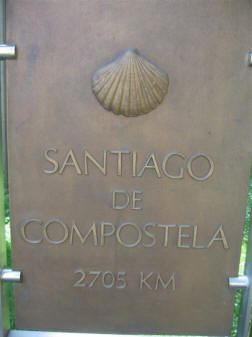 SANTIAGO
DE
COMPOSTELA
2705 KM